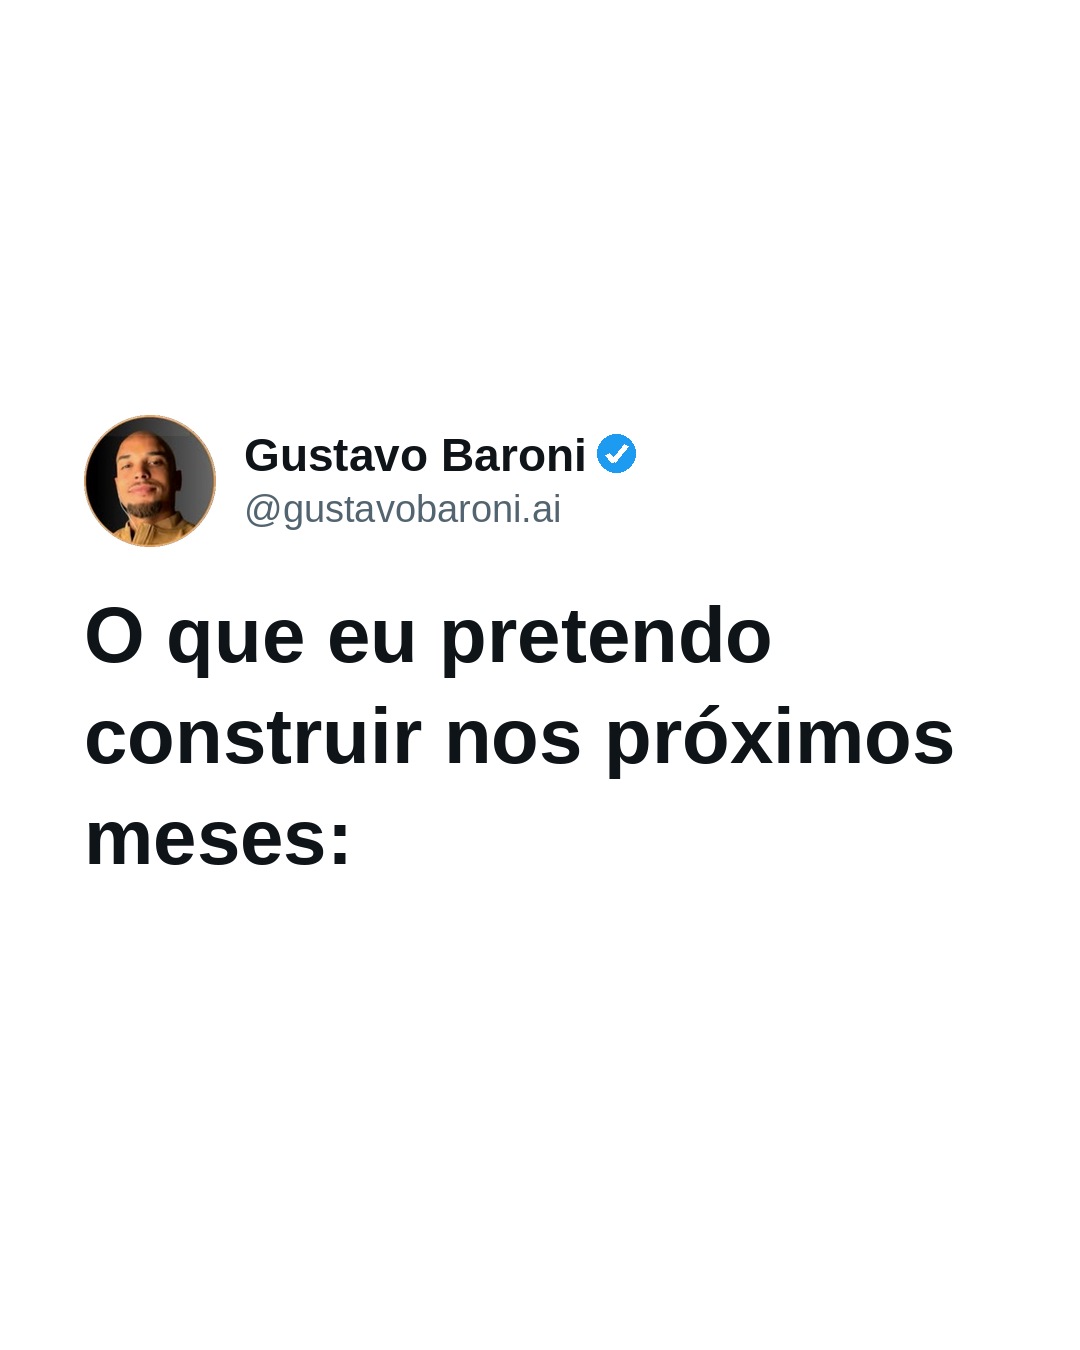 Gustavo Baroni
@gustavobaroni.ai
O que eu pretendo
construir nos próximos
meses: